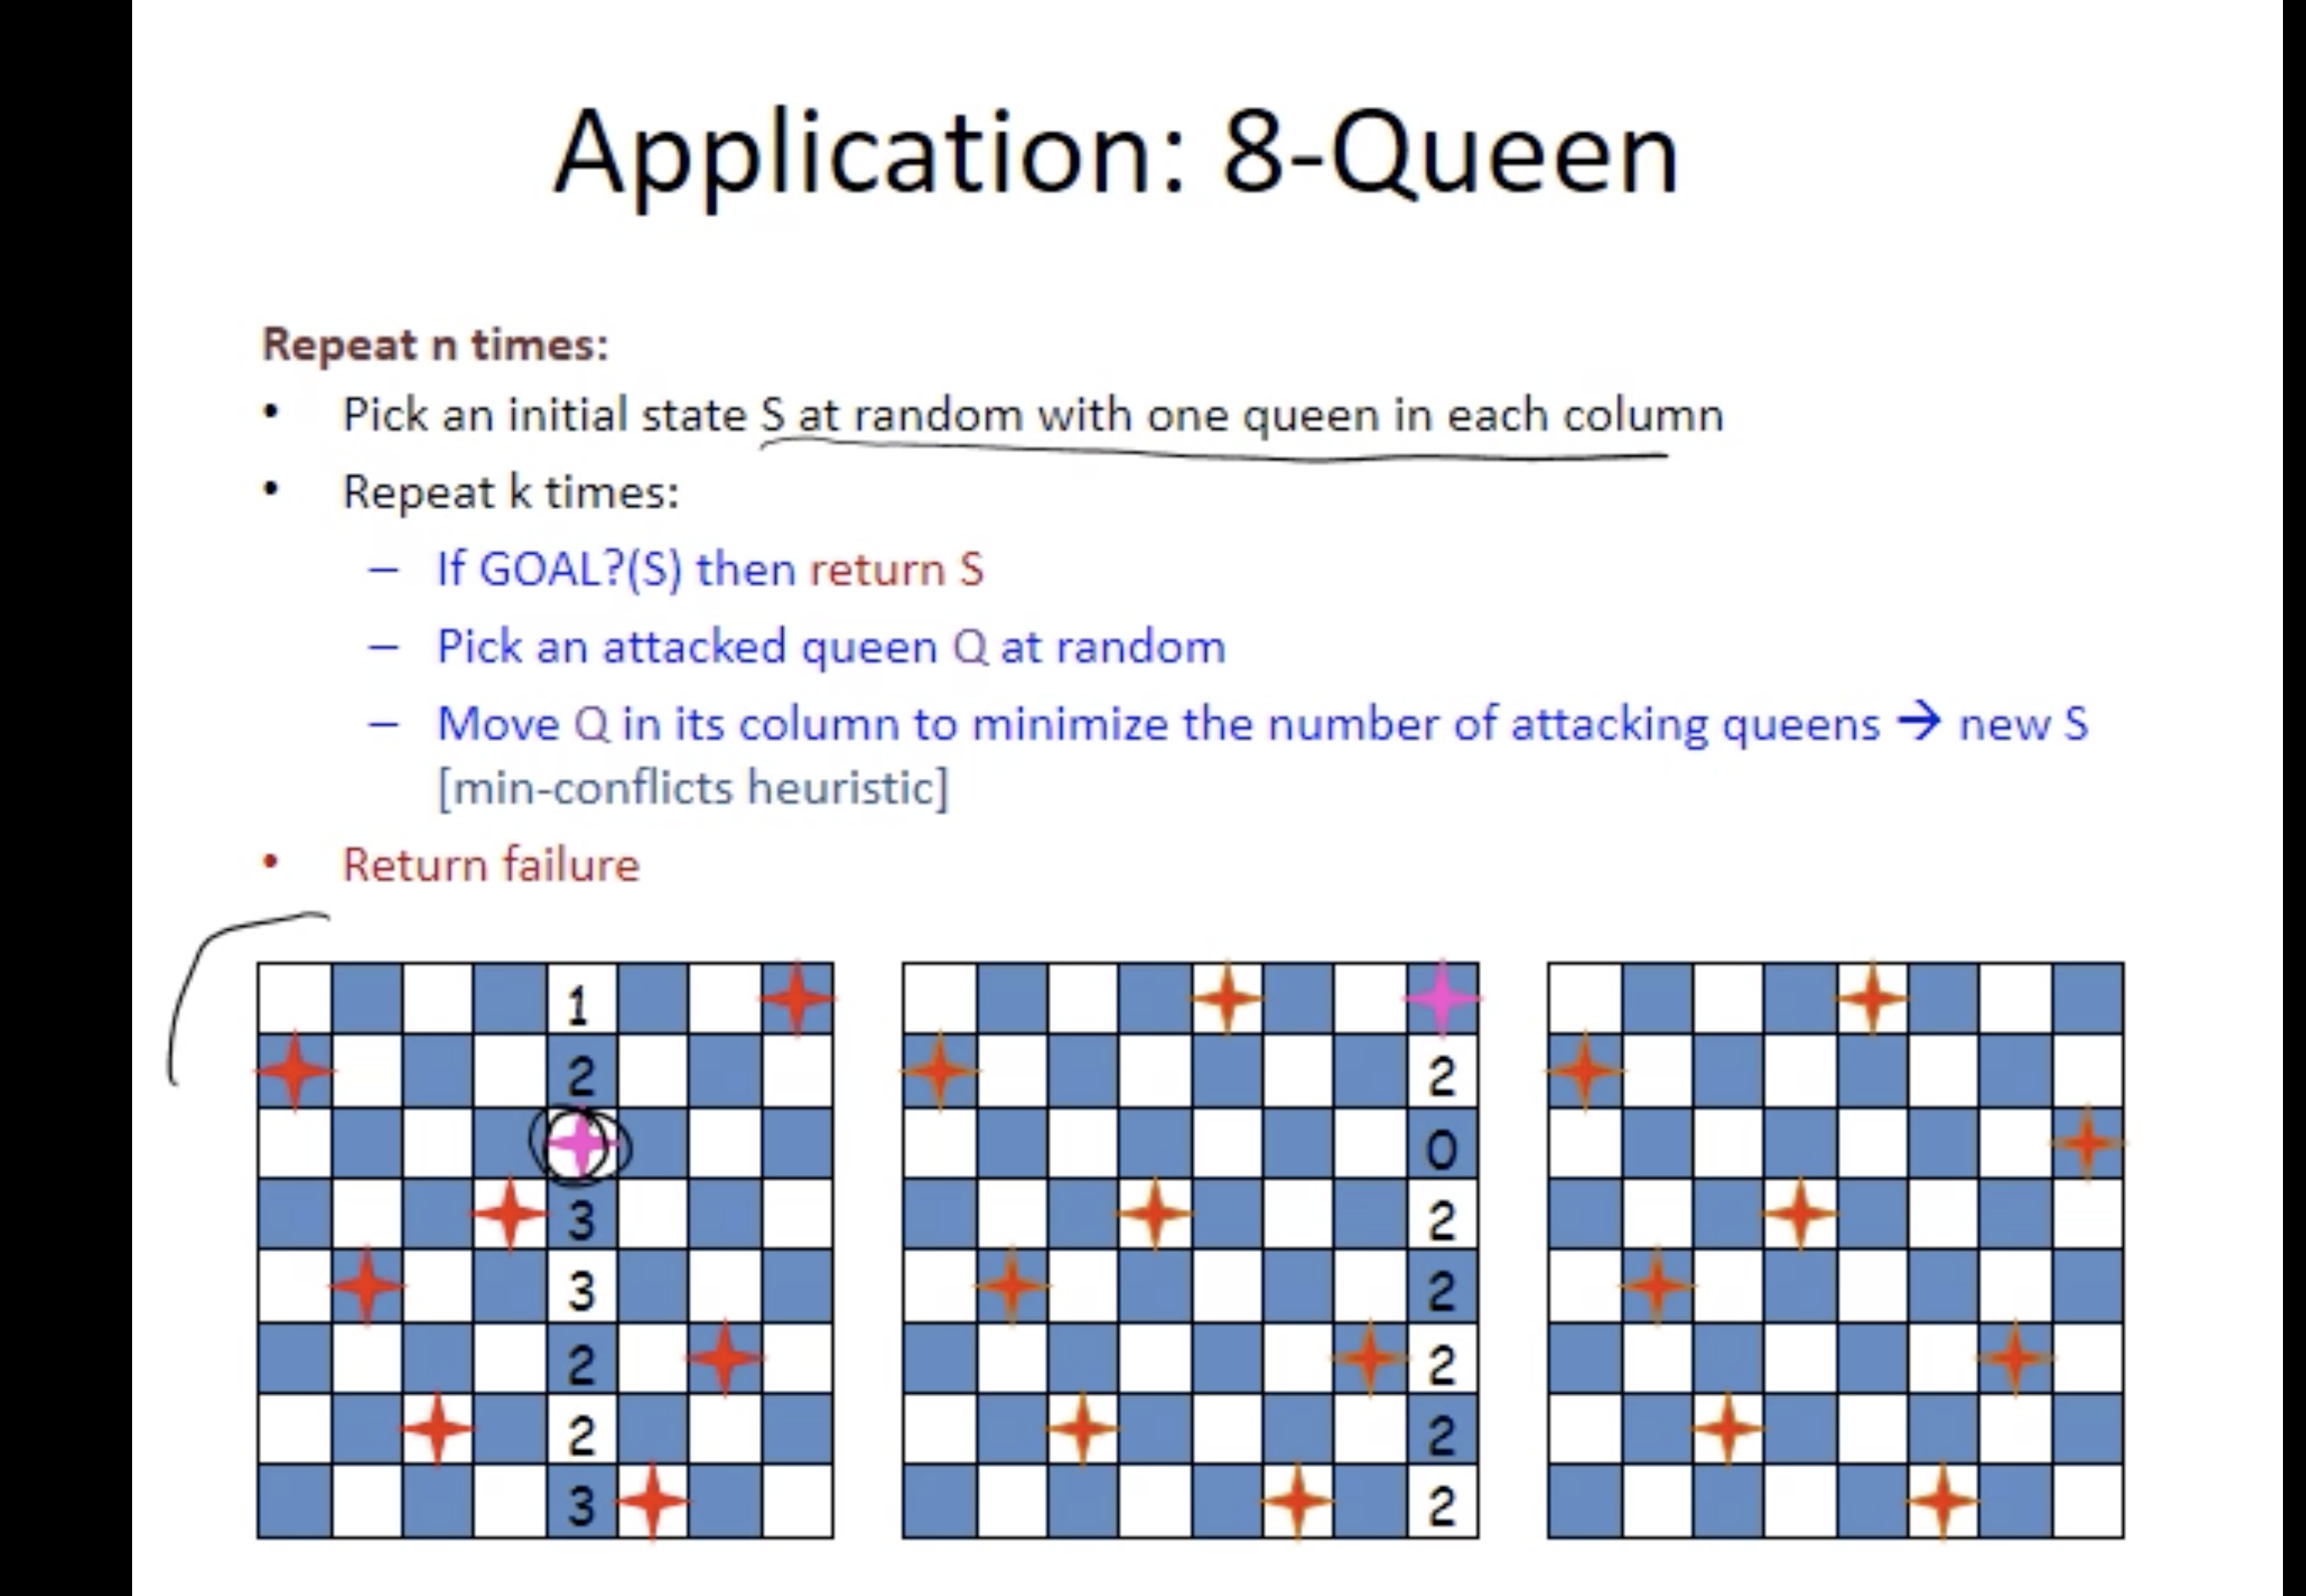 Application: 8-Queen
Repeat n times:
• Pick an initial state S at random with one queen in each column
• Repeat k times:
– If GOAL?(S) then return S
– Pick an attacked queen Q at random
– Move Q in its column to minimize the number of attacking queens → new S
[min-conflicts heuristic]
• Return failure
1
2
3
3
2
2
3
2
0
2
2
2
2
2